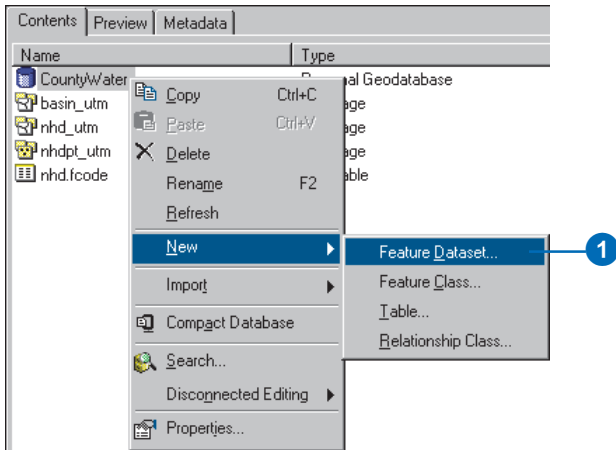 Contents Preview Metadata
Name Type
CountyWater Geodatabase
basin_utm
nhd_utm
nhdpt_utm
nhd.fcode
Copy Ctrl+C
Paste Ctrl+V
Delete
Rename F2
Refresh
New
Import
Compact Database
Search...
Disconnected Editing
Properties...
Feature Dataset...
Feature Class...
Table...
Relationship Class...
1